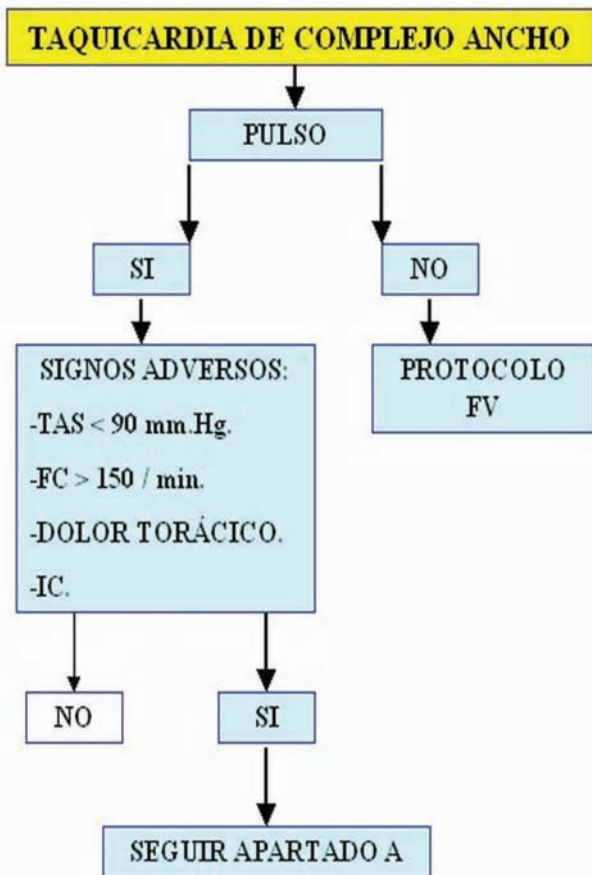 TAQUICARDIA DE COMPLEJO ANCHO
PULSO
SI
NO
SIGNOS ADVERSOS:
-TAS < 90 mm.Hg.
-FC > 150 / min.
-DOLOR TORÁCICO.
-IC.
PROTOCOLO
FV
NO
SI
SEGUIR APARTADO A